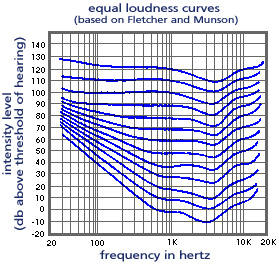 equal loudness curves
(based on Fletcher and Munson)
intensity level
(db above threshold of hearing)
140
130
120
110
100
90
80
70
60
50
40
30
20
10
0
-10
-20
20 100 1K 10K 20K
frequency in hertz